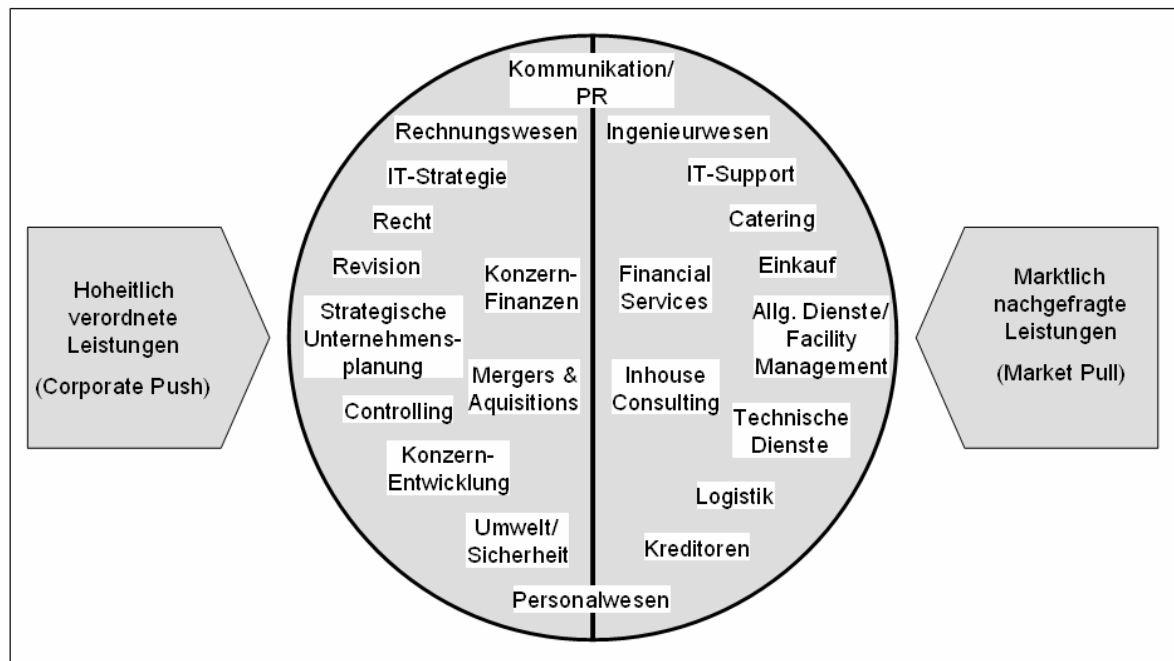 Hoheitlich
verordnete
Leistungen
(Corporate Push)
Kommunikation/
PR
Rechnungswesen
IT-Strategie
Recht
Revision
Konzern-
Finanzen
Strategische
Unternehmens-
planung
Mergers &
Aquisitions
Controlling
Konzern-
Entwicklung
Umwelt/
Sicherheit
Personalwesen
Ingenieurwesen
IT-Support
Catering
Einkauf
Financial
Services
Allg. Dienste/
Facility
Management
Inhouse
Consulting
Technische
Dienste
Logistik
Kreditoren
Marktlich
nachgefragte
Leistungen
(Market Pull)